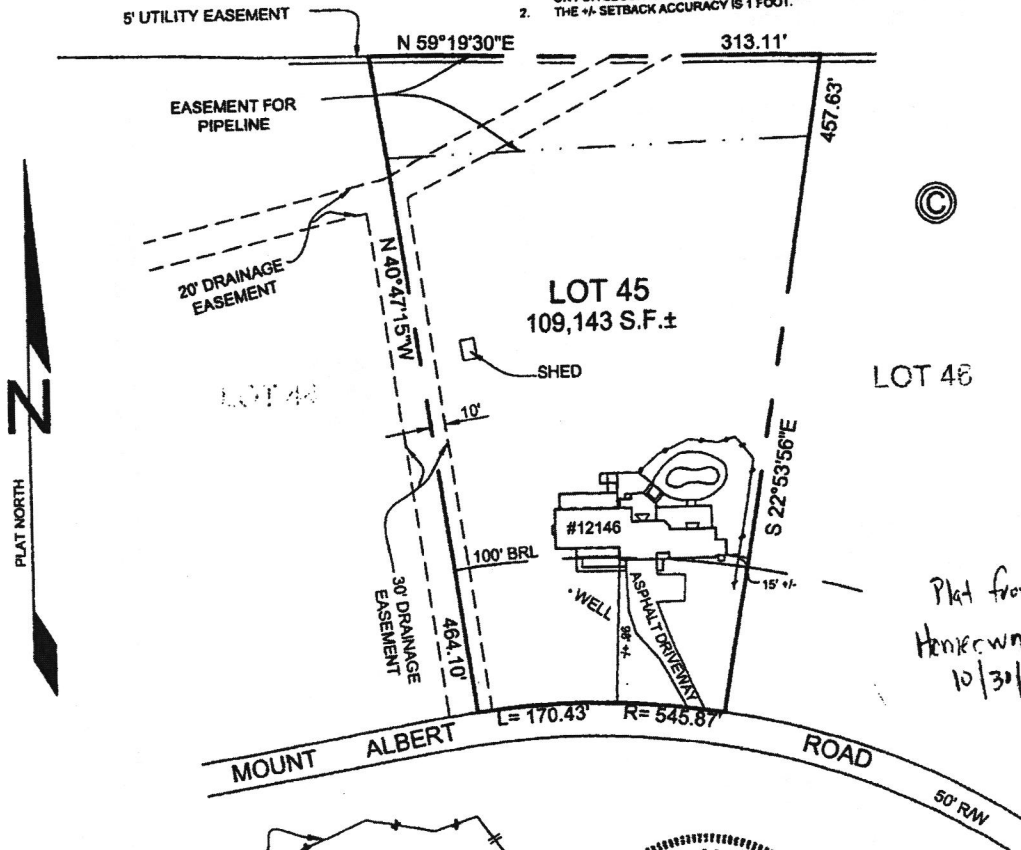 2. THE +/- SETBACK ACCURACY IS 1 FOOT.
5' UTILITY EASEMENT
N 59°19'30"E
313.11'
EASEMENT FOR
PIPELINE
457.63'
©
20' DRAINAGE
EASEMENT
N 40°47'15"W
LOT 45
109,143 S.F.±
SHED
LOT 44
LOT 46
10'
S 22°53'56"E
N
PLAT NORTH
#12146
100' BRL
15' +/-
WELL
ASPHALT DRIVEWAY
30' DRAINAGE
EASEMENT
464.10'
98' +/-
Plat
10/30/
L= 170.43' R= 545.87'
MOUNT ALBERT ROAD
50' R/W